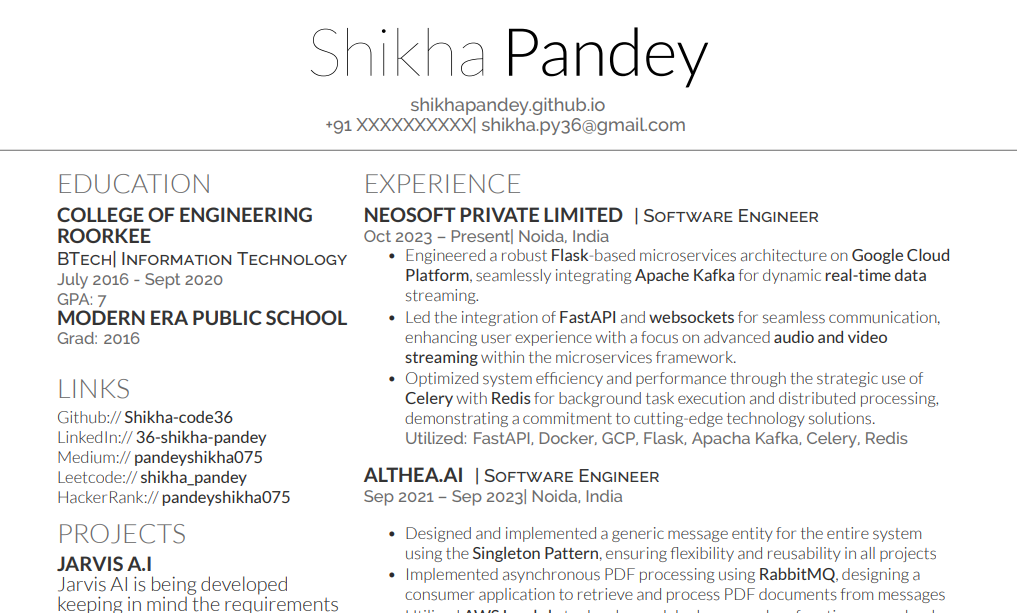 Shikha Pandey
shikhapandey.github.io
+91 XXXXXXXXXX| shikha.py36@gmail.com
EDUCATION
COLLEGE OF ENGINEERING
ROORKEE
BTech| Information Technology
July 2016 - Sept 2020
GPA: 7
MODERN ERA PUBLIC SCHOOL
Grad: 2016
LINKS
Github:// Shikha-code36
LinkedIn:// 36-shikha-pandey
Medium:// pandeyshikha075
Leetcode:// shikha_pandey
HackerRank:// pandeyshikha075
PROJECTS
JARVIS A.I
Jarvis AI is being developed
keeping in mind the requirements
EXPERIENCE
NEOSOFT PRIVATE LIMITED | Software Engineer
Oct 2023 – Present| Noida, India
• Engineered a robust Flask-based microservices architecture on Google Cloud
Platform, seamlessly integrating Apache Kafka for dynamic real-time data
streaming.
• Led the integration of FastAPI and websockets for seamless communication,
enhancing user experience with a focus on advanced audio and video
streaming within the microservices framework.
• Optimized system efficiency and performance through the strategic use of
Celery with Redis for background task execution and distributed processing,
demonstrating a commitment to cutting-edge technology solutions.
Utilized: FastAPI, Docker, GCP, Flask, Apacha Kafka, Celery, Redis
ALTHEA.AI | Software Engineer
Sep 2021 – Sep 2023| Noida, India
• Designed and implemented a generic message entity for the entire system
using the Singleton Pattern, ensuring flexibility and reusability in all projects
• Implemented asynchronous PDF processing using RabbitMQ, designing a
consumer application to retrieve and process PDF documents from messages